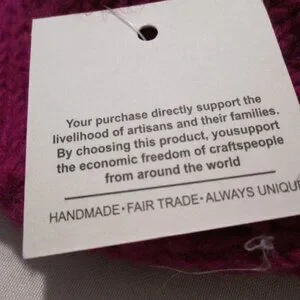 Your purchase directly support the
livelihood of artisans and their families.
By choosing this product, yousupport
the economic freedom of craftspeople
from around the world
HANDMADE • FAIR TRADE • ALWAYS UNIQUE